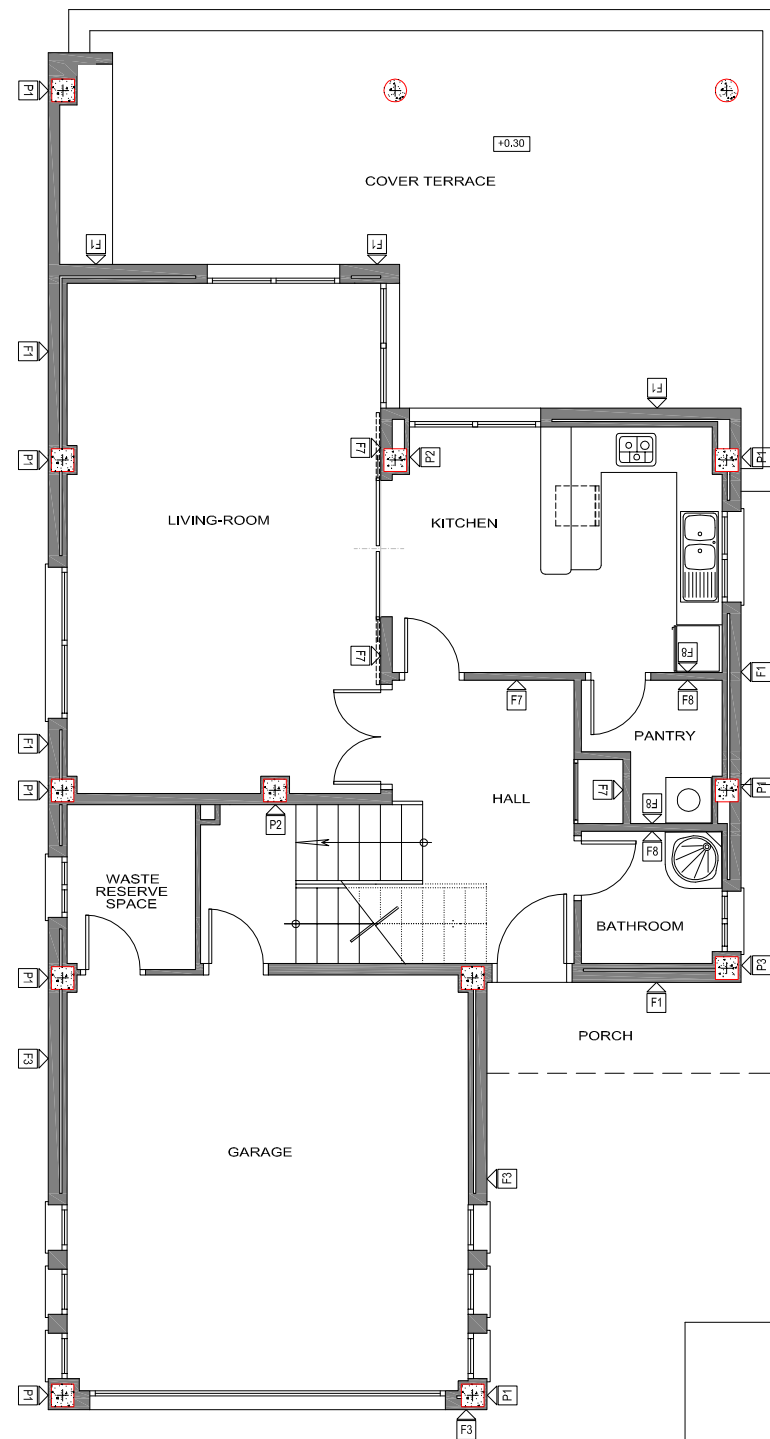 P1
+0.30
COVER TERRACE
F1
F1
F1
F1
P1
F7
P2
P1
LIVING-ROOM
KITCHEN
F7
F8
F1
F7
F8
F1
PANTRY
P1
P2
HALL
F7
P1
F8
F8
WASTE
RESERVE
SPACE
BATHROOM
P1
P3
F1
PORCH
F3
GARAGE
F3
P1
P1
F3